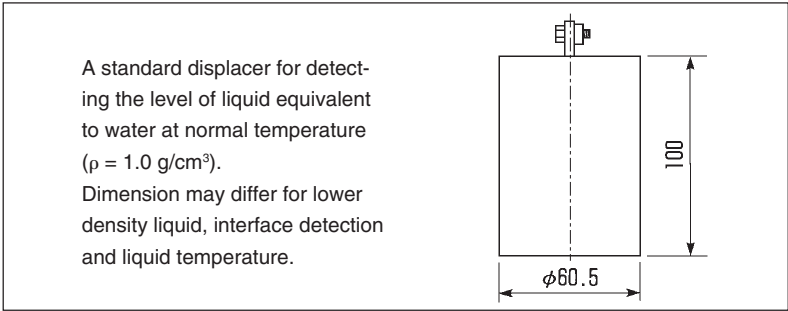 A standard displacer for detect-
ing the level of liquid equivalent
to water at normal temperature
(ρ = 1.0 g/cm³).
Dimension may differ for lower
density liquid, interface detection
and liquid temperature.
100
φ60.5